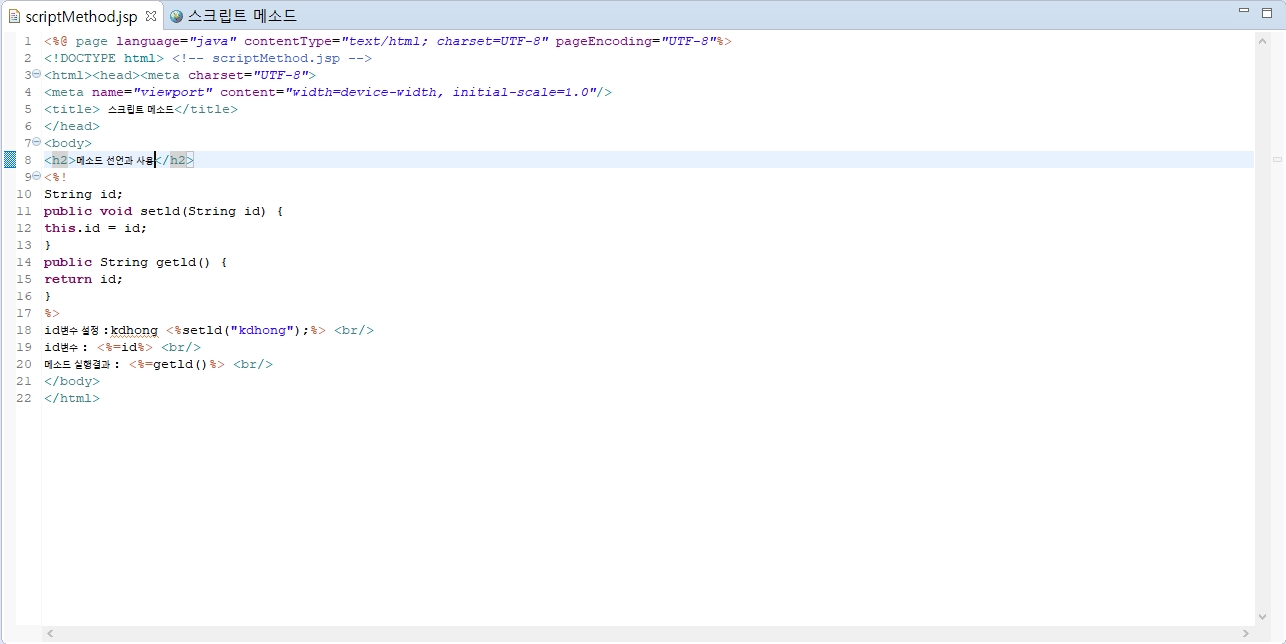 scriptMethod.jsp 스크립트 메소드
1 <%@ page language="java" contentType="text/html; charset=UTF-8" pageEncoding="UTF-8"%>
2 <!DOCTYPE html> <!-- scriptMethod.jsp -->
3 <html><head><meta charset="UTF-8">
4 <meta name="viewport" content="width=device-width, initial-scale=1.0"/>
5 <title> 스크립트 메소드</title>
6 </head>
7 <body>
8 <h2>메소드 선언과 사용</h2>
9 <%!
10 String id;
11 public void setld(String id) {
12 this.id = id;
13 }
14 public String getld() {
15 return id;
16 }
17 %>
18 id변수 설정 :kdhong <%setld("kdhong");%> <br/>
19 id변수 : <%=id%> <br/>
20 메소드 실행결과 : <%=getld()%> <br/>
21 </body>
22 </html>